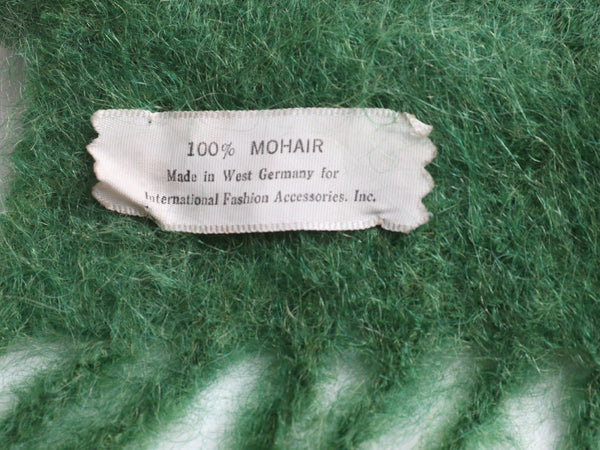 100% MOHAIR
Made in West Germany for
International Fashion Accessories. Inc.